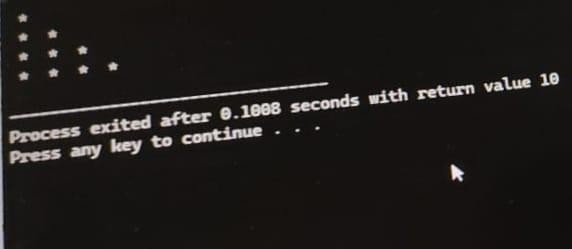 *
* *
* * *
* * * *
--------------------------------
Process exited after 0.1008 seconds with return value 10
Press any key to continue . . .